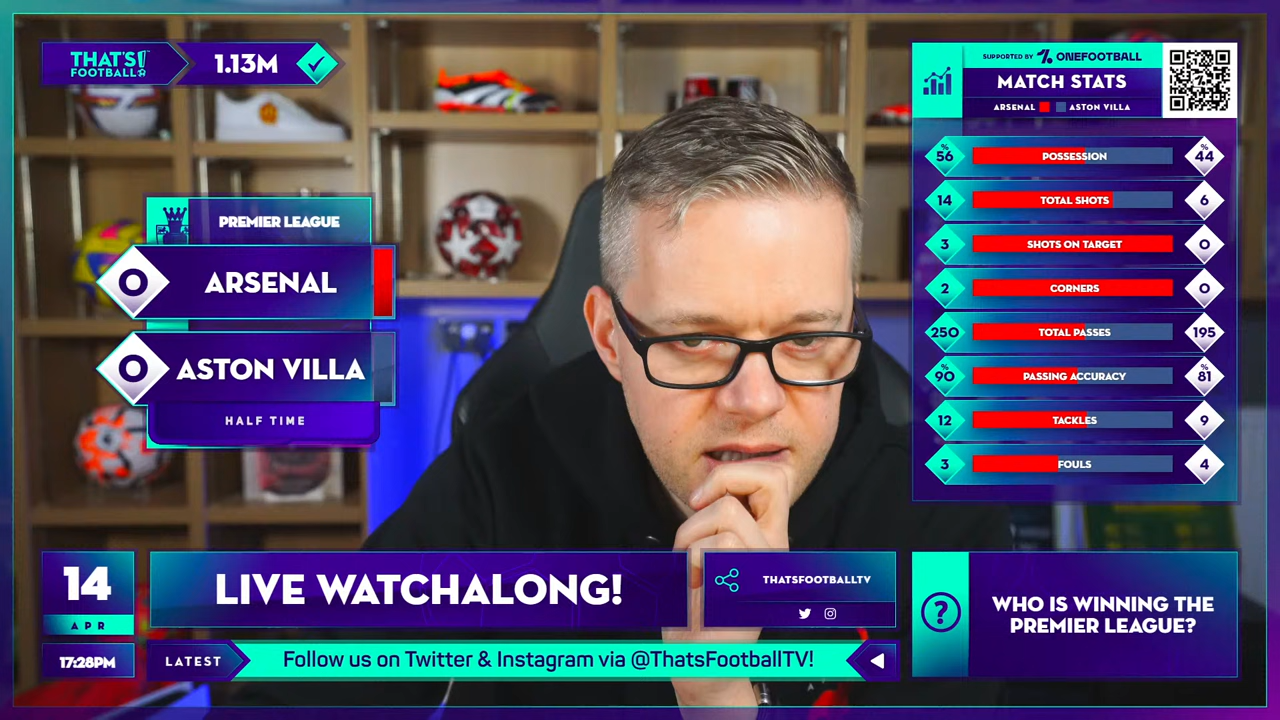 THAT'S!
FOOTBALL
1.13M
PREMIER LEAGUE
0 ARSENAL
0 ASTON VILLA
HALF TIME
SUPPORTED BY ONEFOOTBALL
MATCH STATS
ARSENAL ASTON VILLA
% 56 POSSESSION % 44
14 TOTAL SHOTS 6
3 SHOTS ON TARGET 0
2 CORNERS 0
250 TOTAL PASSES 195
% 90 PASSING ACCURACY % 81
12 TACKLES 9
3 FOULS 4
14
APR
17:28PM
LIVE WATCHALONG!
THATSFOOTBALLTV
LATEST
Follow us on Twitter & Instagram via @ThatsFootballTV!
? WHO IS WINNING THE
PREMIER LEAGUE?